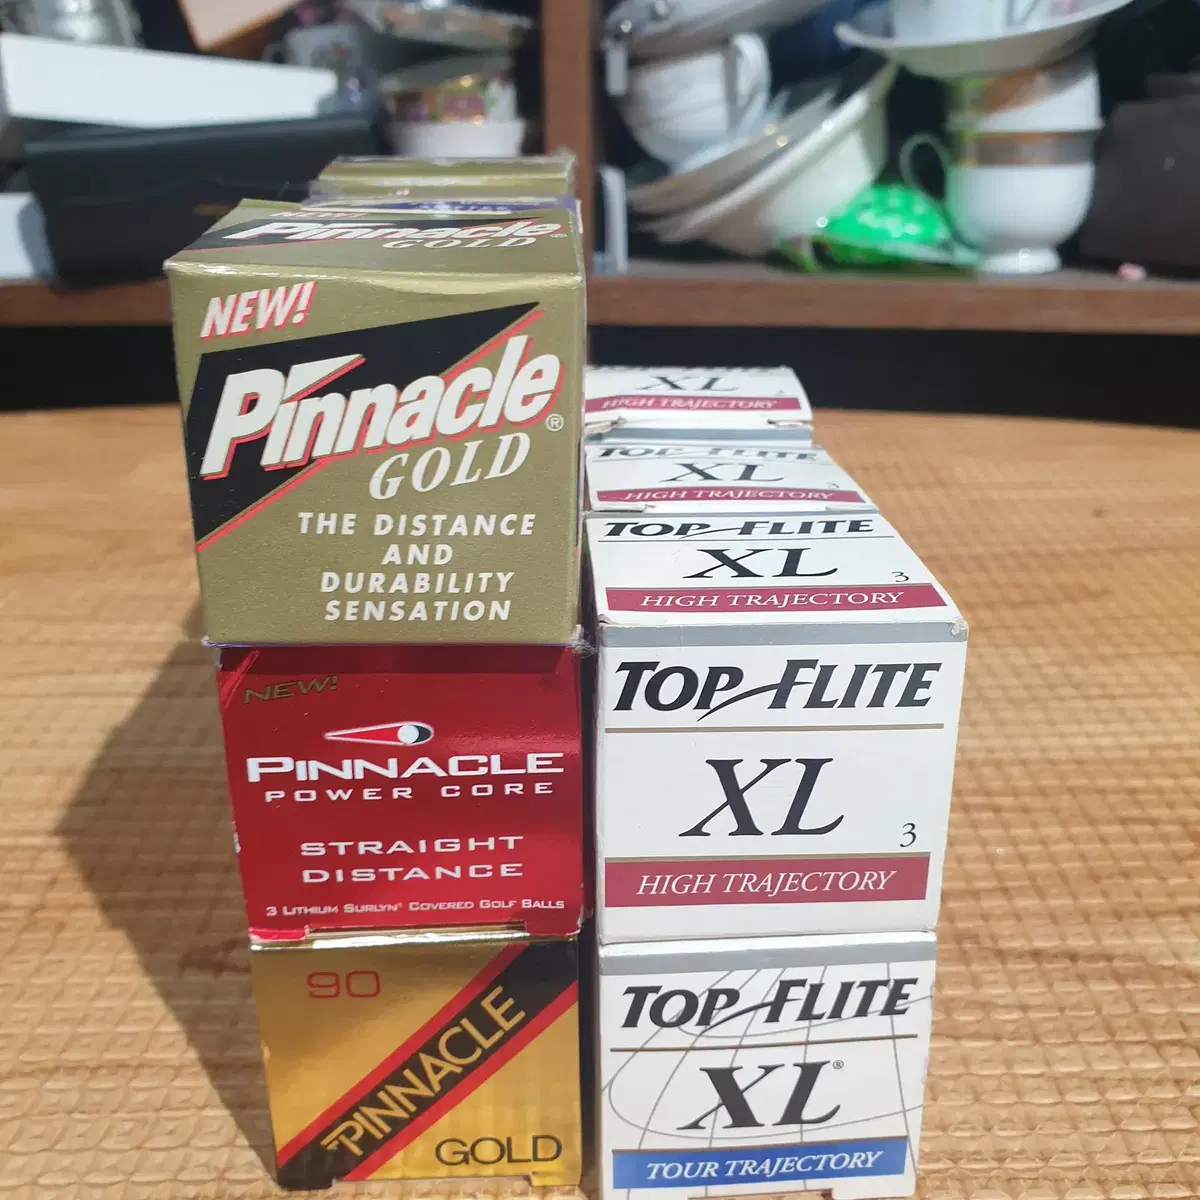 NEW!
Pinnacle®
GOLD
NEW!
Pinnacle®
GOLD
THE DISTANCE
AND
DURABILITY
SENSATION
NEW!
PINNACLE
POWER CORE
STRAIGHT
DISTANCE
3 LITHIUM SURLYN® COVERED GOLF BALLS
90
PINNACLE
GOLD
XL
HIGH TRAJECTORY
TOP-FLITE
XL
3
HIGH TRAJECTORY
TOP-FLITE
XL
3
HIGH TRAJECTORY
TOP-FLITE
XL
3
HIGH TRAJECTORY
TOP-FLITE
XL®
TOUR TRAJECTORY